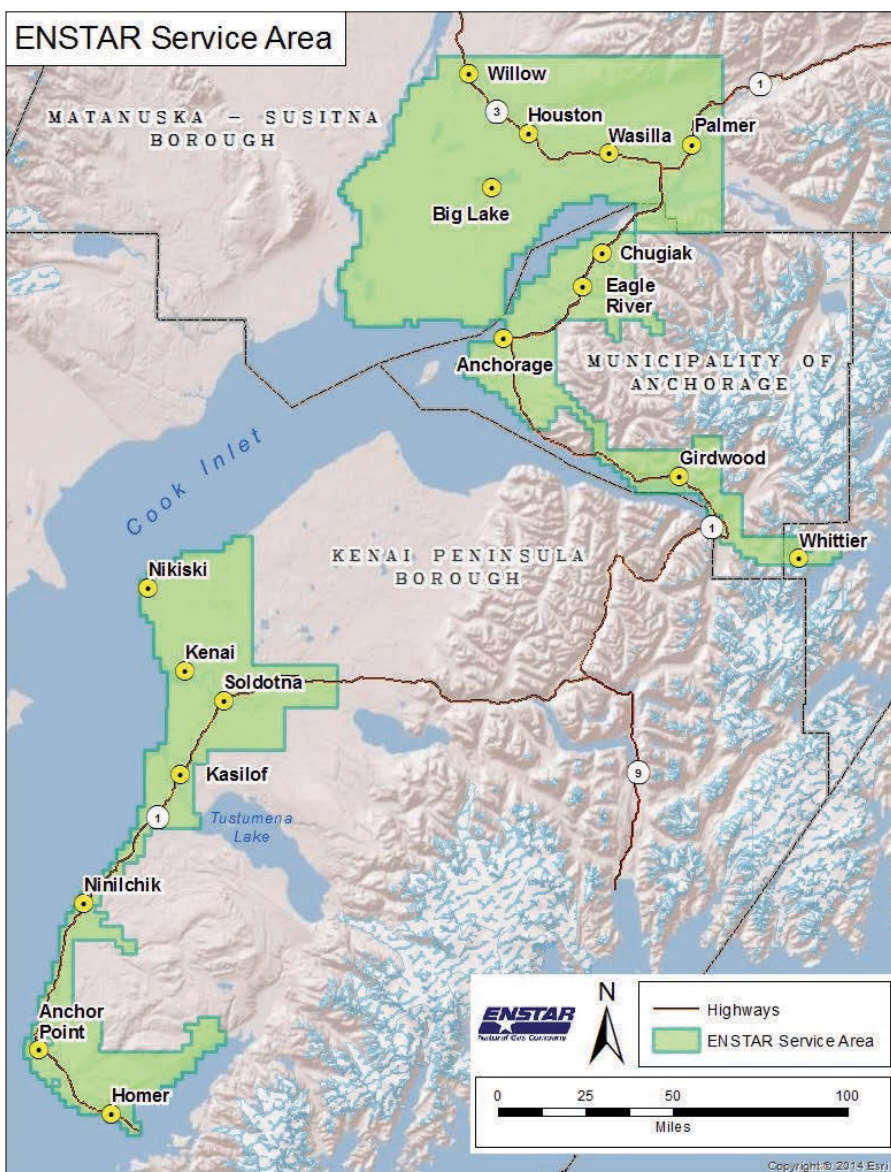 ENSTAR Service Area
Willow
1
MATANUSKA – SUSITNA
BOROUGH
3
Houston
Wasilla
Palmer
Big Lake
Chugiak
Eagle
River
Anchorage
MUNICIPALITY OF
ANCHORAGE
Cook Inlet
Girdwood
1
Whittier
KENAI PENINSULA
BOROUGH
Nikiski
Kenai
Soldotna
Kasilof
9
1
Tustumena
Lake
Ninilchik
Anchor
Point
Homer
ENSTAR
Natural Gas Company
N
Highways
ENSTAR Service Area
0 25 50 100
Miles
Copyright:© 2014 Esri